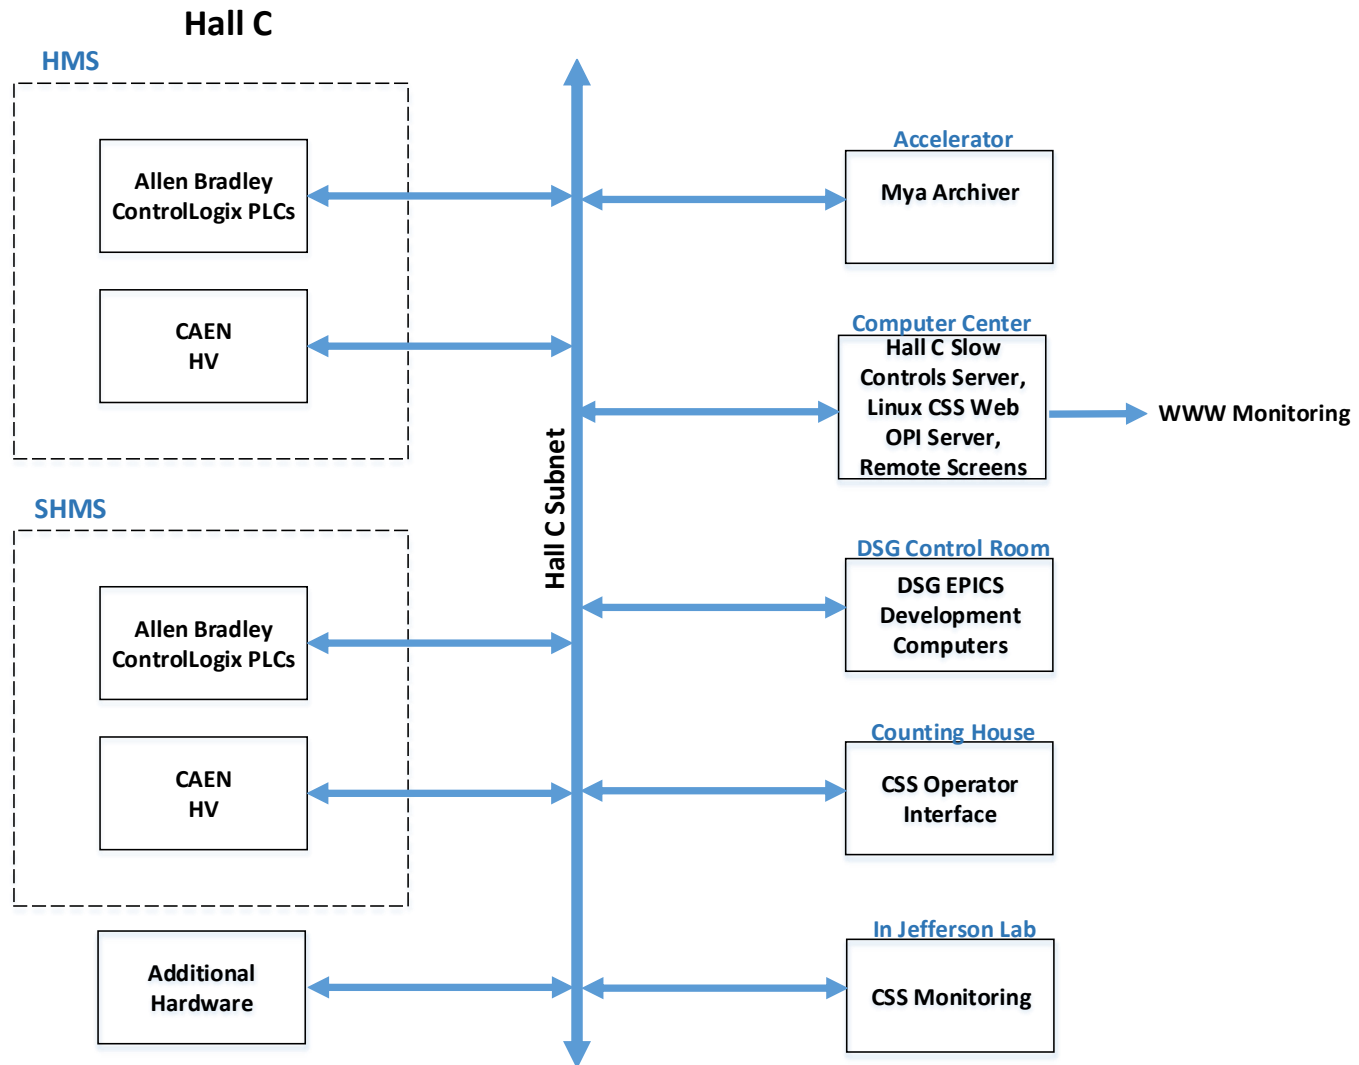 Hall C
HMS
Allen Bradley
ControlLogix PLCs
CAEN
HV
SHMS
Allen Bradley
ControlLogix PLCs
CAEN
HV
Additional
Hardware
Hall C Subnet
Accelerator
Mya Archiver
Computer Center
Hall C Slow
Controls Server,
Linux CSS Web
OPI Server,
Remote Screens
WWW Monitoring
DSG Control Room
DSG EPICS
Development
Computers
Counting House
CSS Operator
Interface
In Jefferson Lab
CSS Monitoring